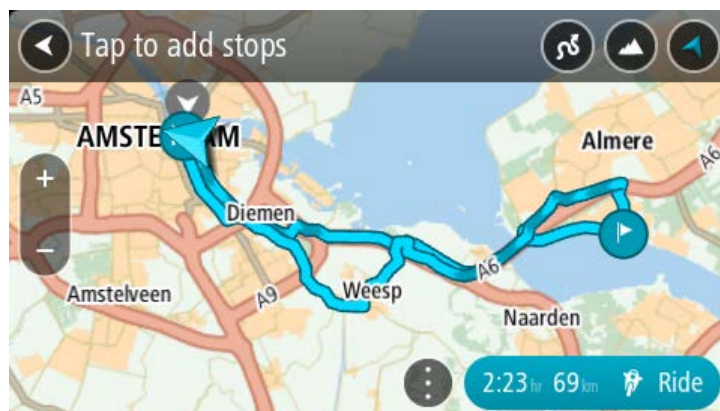 Tap to add stops
A5
AMSTE M
Almere
A6
+
Diemen
−
A6
Amstelveen
A9
Weesp
Naarden
2:23 hr 69 km Ride